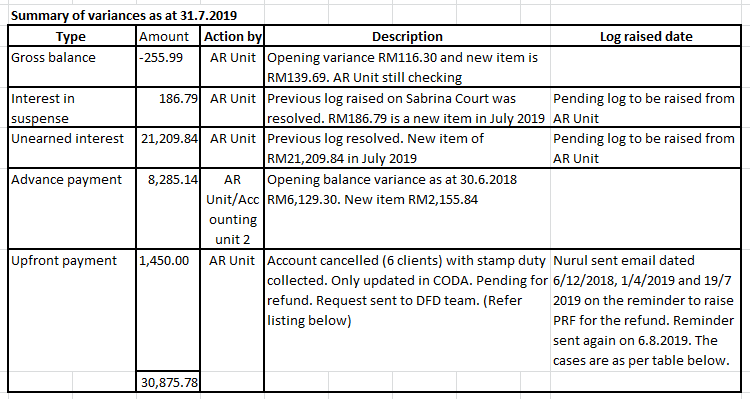 Summary of variances as at 31.7.2019
Type Amount Action by Description Log raised date
Gross balance -255.99 AR Unit Opening variance RM116.30 and new item is
RM139.69. AR Unit still checking
Interest in 186.79 AR Unit Previous log raised on Sabrina Court was Pending log to be raised from
suspense resolved. RM186.79 is a new item in July 2019 AR Unit
Unearned interest 21,209.84 AR Unit Previous log resolved. New item of Pending log to be raised from
RM21,209.84 in July 2019 AR Unit
Advance payment 8,285.14 AR Opening balance variance as at 30.6.2018
Unit/Acc RM6,129.30. New item RM2,155.84
ounting
unit 2
Upfront payment 1,450.00 AR Unit Account cancelled (6 clients) with stamp duty Nurul sent email dated
collected. Only updated in CODA. Pending for 6/12/2018, 1/4/2019 and 19/7
refund. Request sent to DFD team. (Refer 2019 on the reminder to raise
listing below) PRF for the refund. Reminder
sent again on 6.8.2019. The
cases are as per table below.
30,875.78